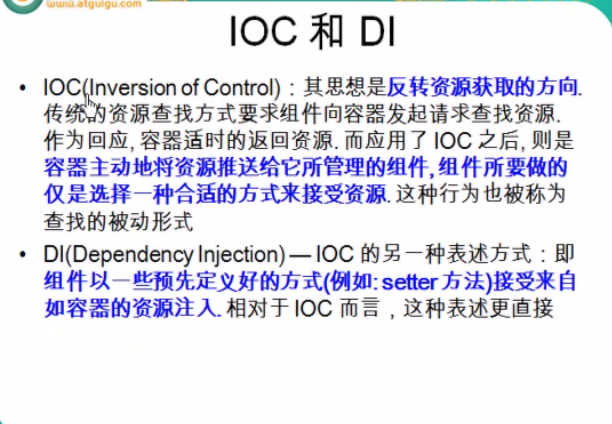 www.atguigu.com
IOC 和 DI
• IOC(Inversion of Control)：其思想是反转资源获取的方向.
传统的资源查找方式要求组件向容器发起请求查找资源.
作为回应, 容器适时的返回资源. 而应用了 IOC 之后, 则是
容器主动地将资源推送给它所管理的组件, 组件所要做的
仅是选择一种合适的方式来接受资源. 这种行为也被称为
查找的被动形式
• DI(Dependency Injection) — IOC 的另一种表述方式：即
组件以一些预先定义好的方式(例如: setter 方法)接受来自
如容器的资源注入. 相对于 IOC 而言，这种表述更直接